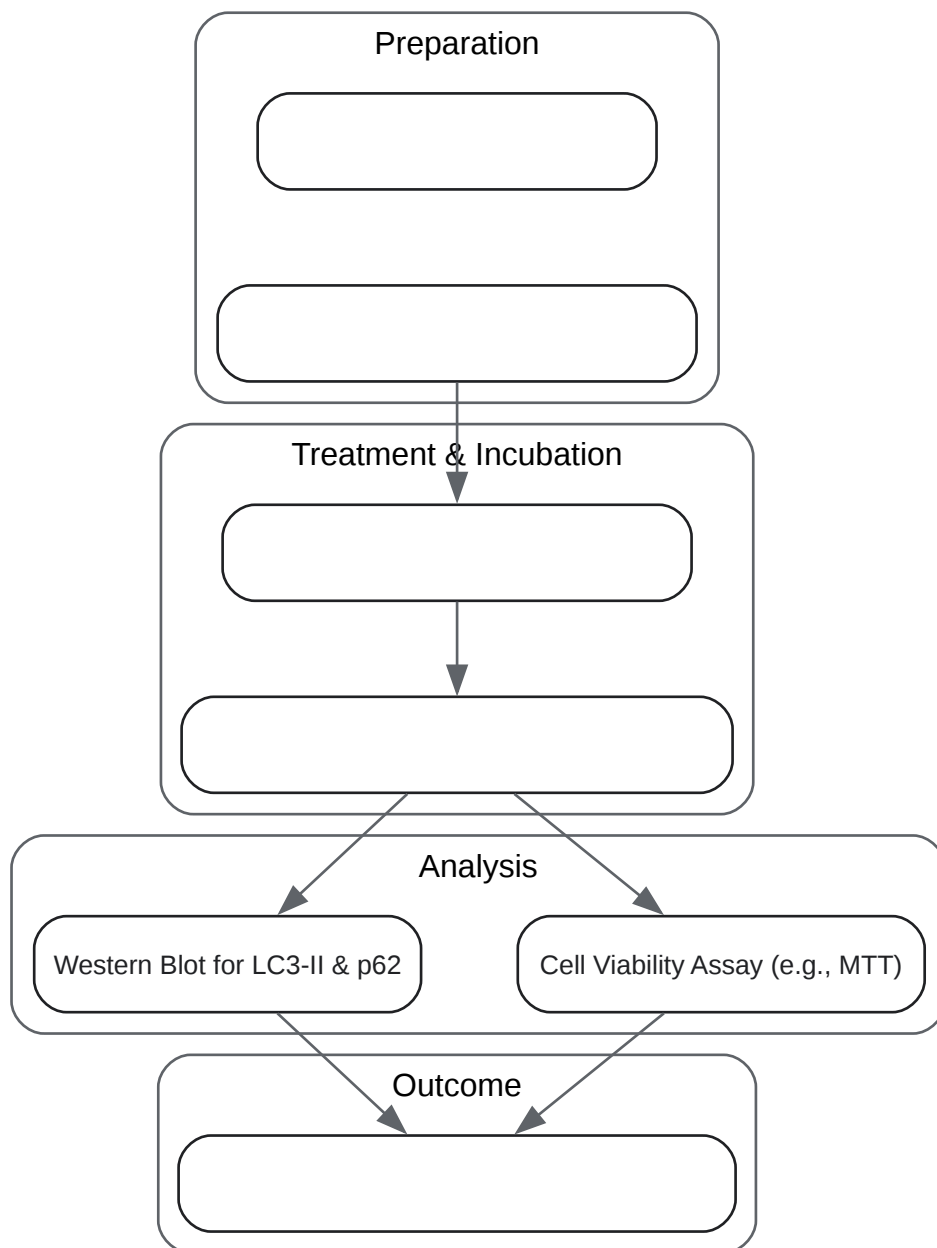 Preparation
Treatment & Incubation
Analysis
Western Blot for LC3-II & p62
Cell Viability Assay (e.g., MTT)
Outcome